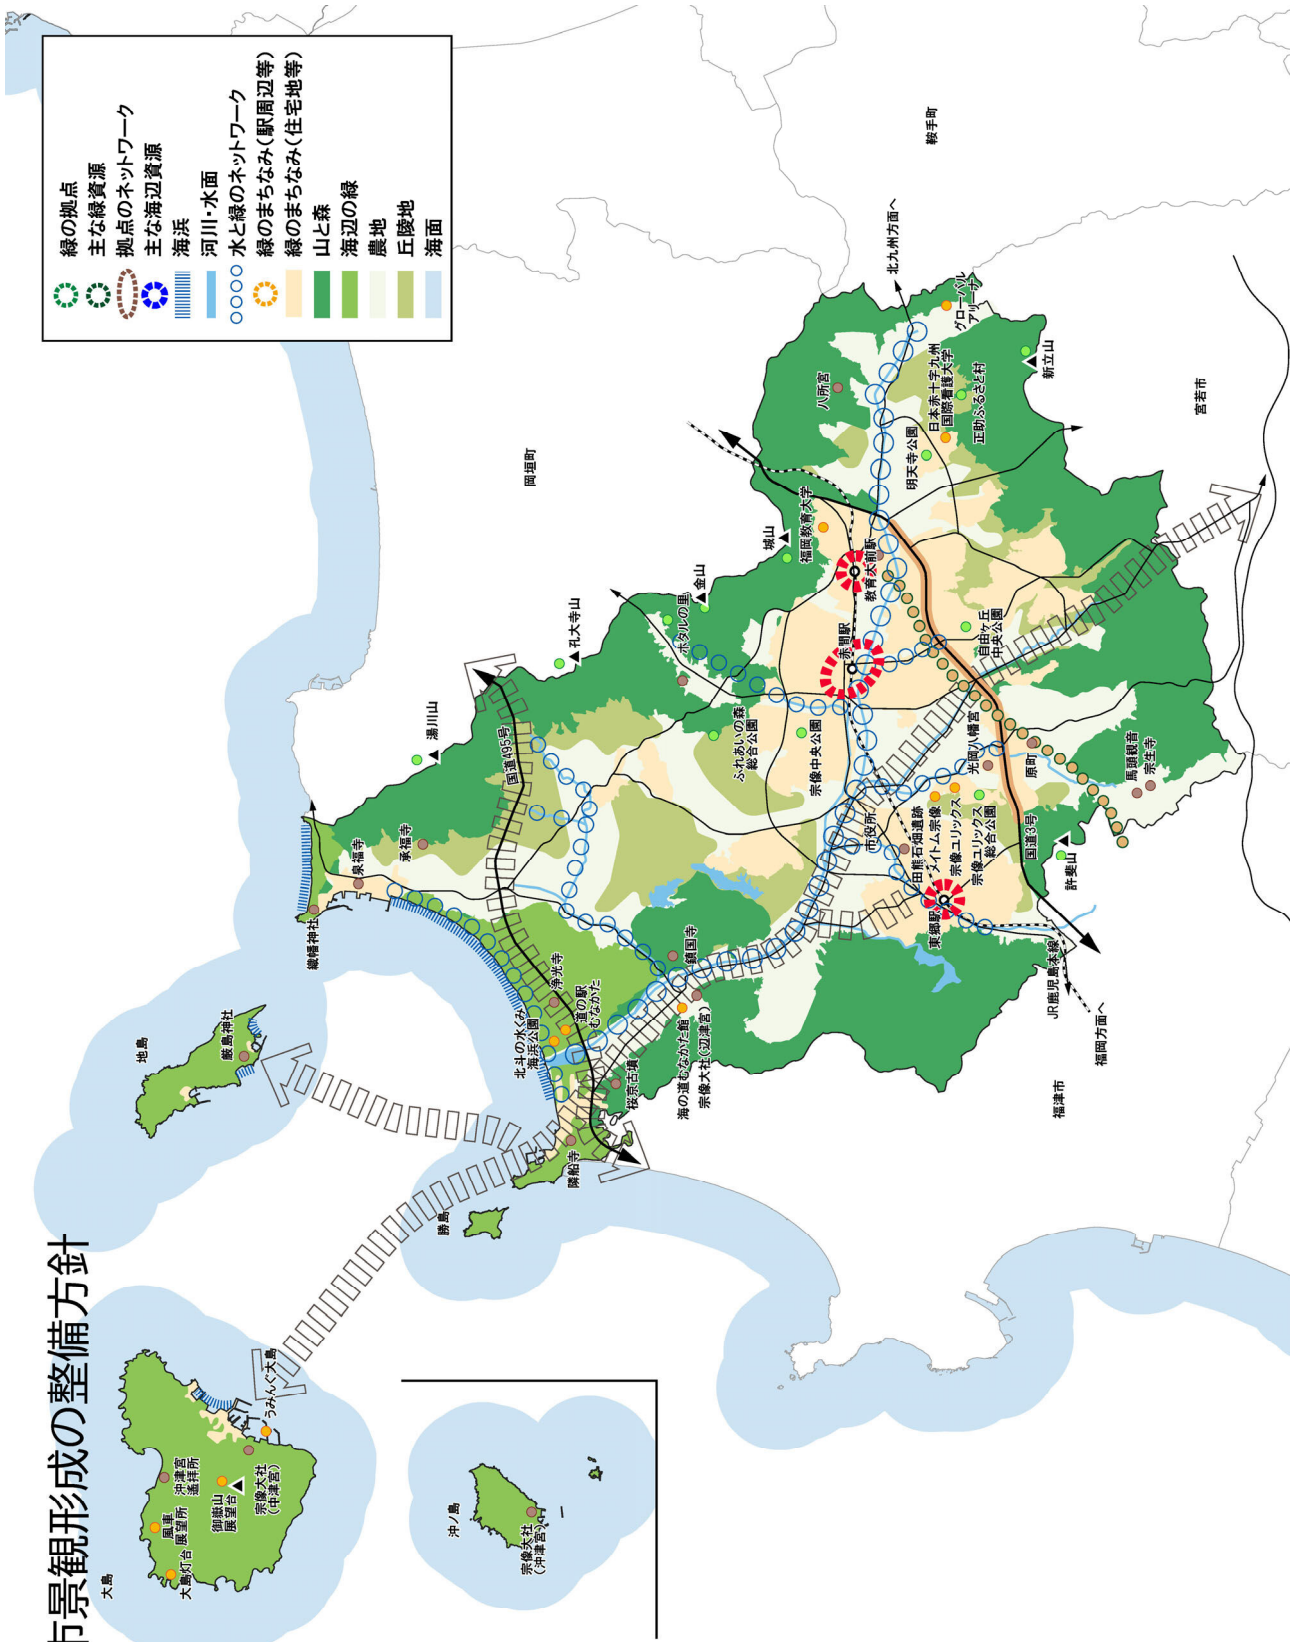 市景観形成の整備方針
緑の拠点
主な緑資源
拠点のネットワーク
主な海辺資源
海浜
河川・水面
水と緑のネットワーク
緑のまちなみ(駅周辺等)
緑のまちなみ(住宅地等)
山と森
海辺の緑
農地
丘陵地
海面
大島
大島灯台
風車
展望所
沖津宮
遙拝所
御嶽山
展望台
宗像大社
(中津宮)
うみんぐ大島
沖ノ島
宗像大社
(沖津宮)
地島
厳島神社
勝島
織幡神社
泉福寺
承福寺
湯川山
国道495号
孔大寺山
岡垣町
金山
ホタルの里
城山
福岡教育大学
教育大前駅
赤間駅
ふれあいの森
総合公園
宗像中央公園
八所宮
北九州方面へ
鞍手町
グローバル
アリーナ
日本赤十字九州
国際看護大学
正助ふるさと村
明天寺公園
新立山
宮若市
自由ヶ丘
中央公園
光岡八幡宮
原町
馬頭観音
宗生寺
市役所
田熊石畑遺跡
メイトム宗像
宗像ユリックス
宗像ユリックス
総合公園
国道3号
許斐山
東郷駅
JR鹿児島本線
福岡方面へ
福津市
北斗の水くみ
海浜公園
浄光寺
道の駅
むなかた
鎮国寺
海の道むなかた館
宗像大社(辺津宮)
桜京古墳
隣船寺